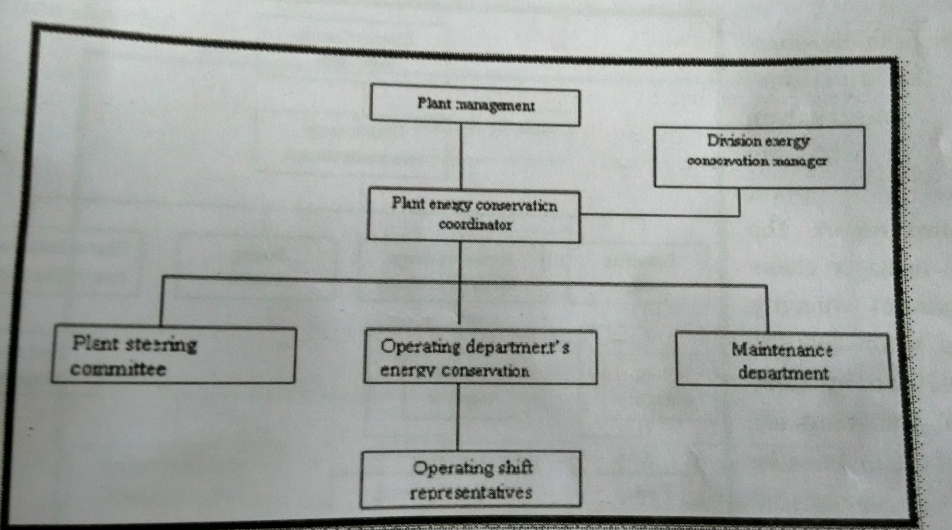 Plant management
Division energy
conservation manager
Plant energy conservation
coordinator
Plant steering
committee
Operating department's
energy conservation
Maintenance
department
Operating shift
representatives